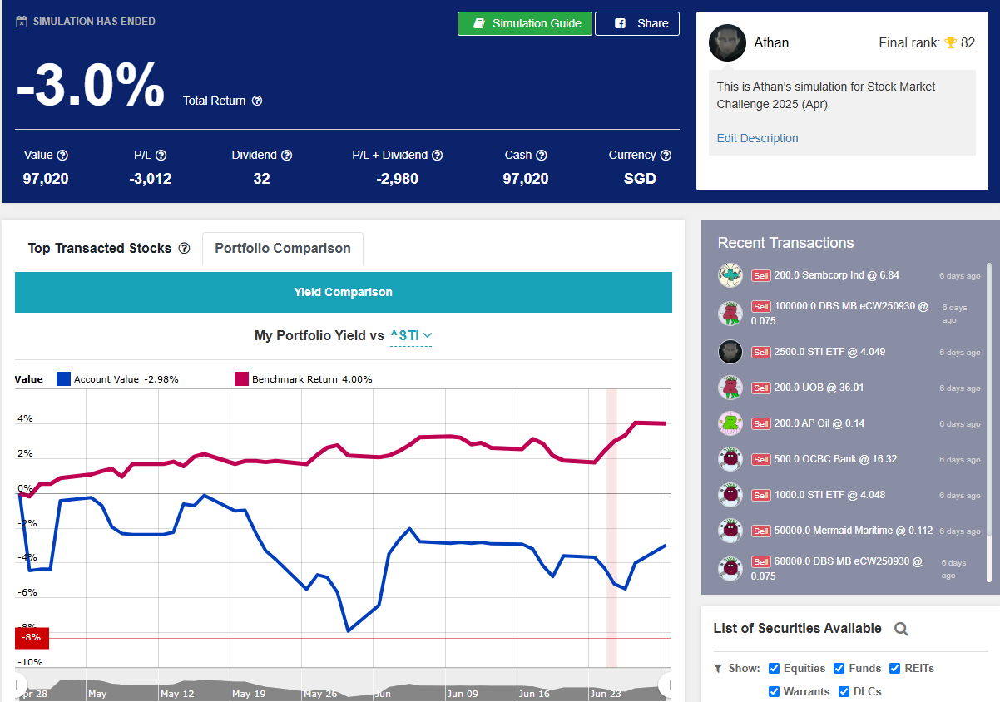 SIMULATION HAS ENDED
Simulation Guide
Share
-3.0%
Total Return
Value
P/L
Dividend
P/L + Dividend
Cash
Currency
97,020
-3,012
32
-2,980
97,020
SGD
Athan
Final rank: 82
This is Athan's simulation for Stock Market
Challenge 2025 (Apr).
Edit Description
Top Transacted Stocks
Portfolio Comparison
Yield Comparison
My Portfolio Yield vs ^STI
Value
Account Value -2.98%
Benchmark Return 4.00%
4%
2%
0%
-2%
-4%
-6%
-8%
-8%
-10%
pr 28
May
May 12
May 19
May 26
Jun
Jun 09
Jun 16
Jun 23
Recent Transactions
Sell 200.0 Sembcorp Ind @ 6.84 6 days ago
Sell 100000.0 DBS MB eCW250930 @ 6 days
0.075 ago
Sell 2500.0 STI ETF @ 4.049 6 days ago
Sell 200.0 UOB @ 36.01 6 days ago
Sell 200.0 AP Oil @ 0.14 6 days ago
Sell 500.0 OCBC Bank @ 16.32 6 days ago
Sell 1000.0 STI ETF @ 4.048 6 days ago
Sell 50000.0 Mermaid Maritime @ 0.112 6 days ago
Sell 60000.0 DBS MB eCW250930 @ 6 days
0.075 ago
List of Securities Available
Show: Equities Funds REITs
Warrants DLCs